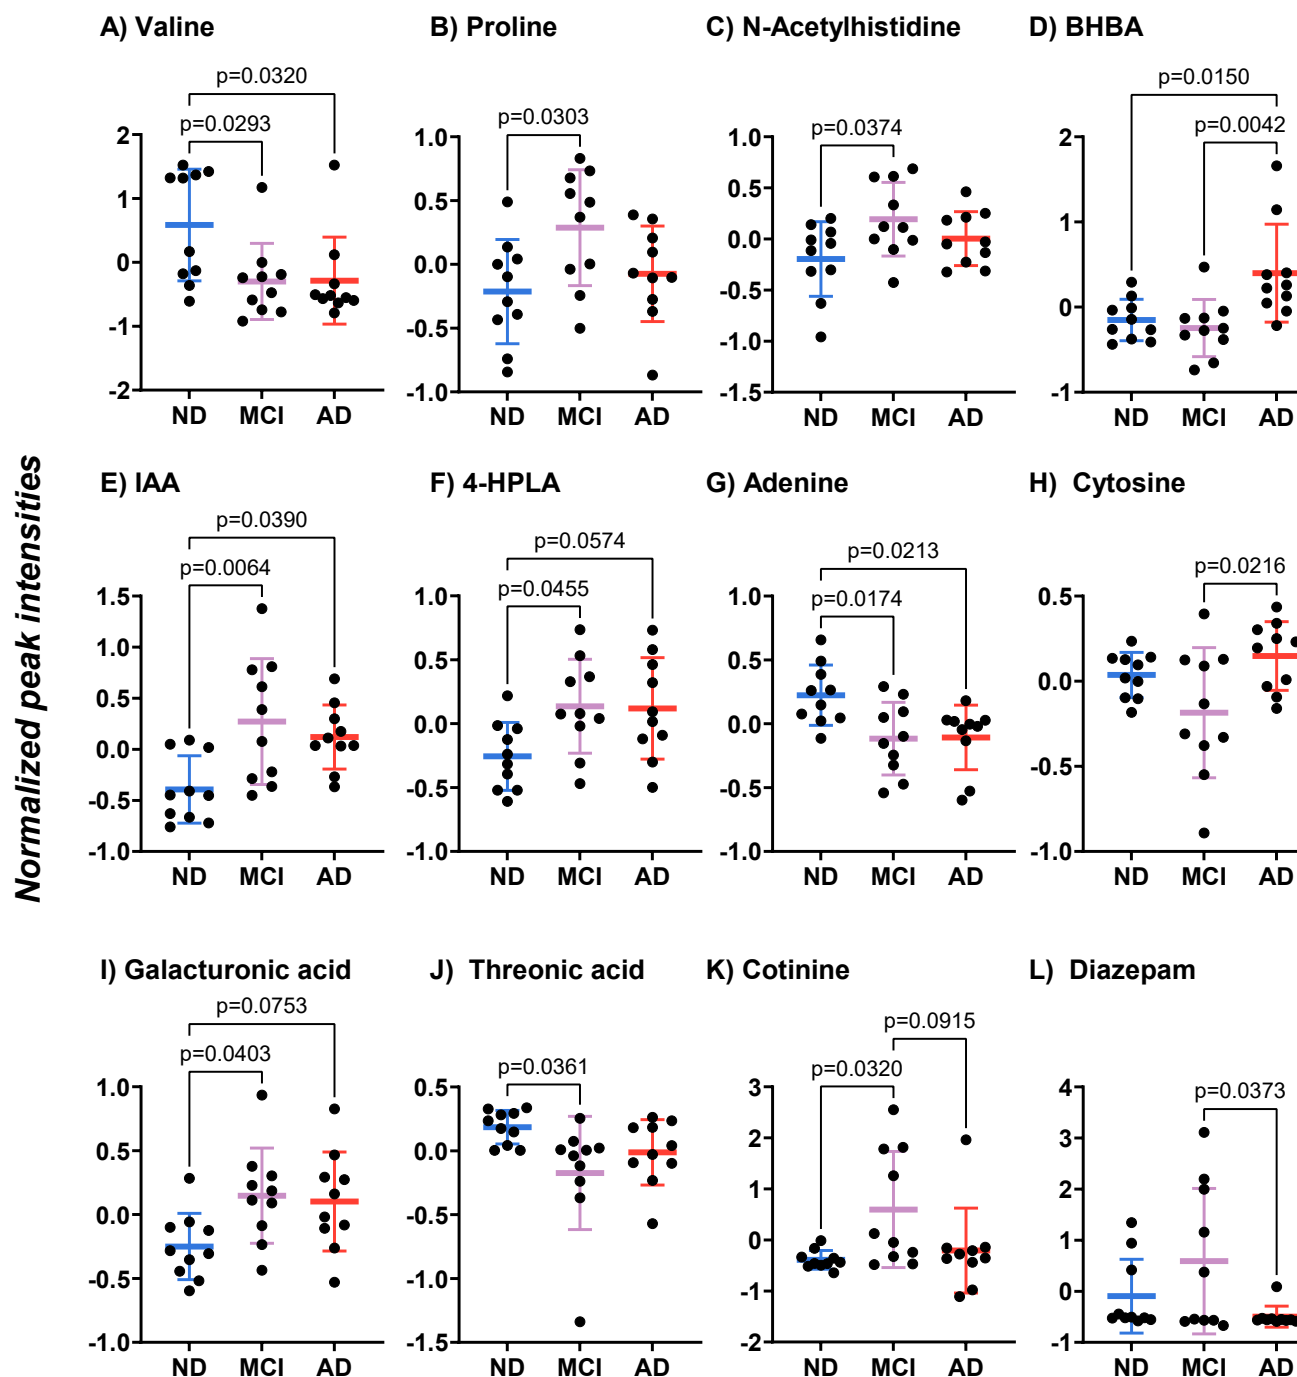 A) Valine
B) Proline
C) N-Acetylhistidine
D) BHBA
p=0.0320
p=0.0293
2
1
0
-1
-2
ND MCI AD
p=0.0303
1.0
0.5
0.0
-0.5
-1.0
ND MCI AD
p=0.0374
1.0
0.5
0.0
-0.5
-1.0
-1.5
ND MCI AD
p=0.0150
p=0.0042
2
1
0
-1
ND MCI AD
Normalized peak intensities
E) IAA
F) 4-HPLA
G) Adenine
H) Cytosine
p=0.0390
p=0.0064
1.5
1.0
0.5
0.0
-0.5
-1.0
ND MCI AD
p=0.0574
p=0.0455
1.0
0.5
0.0
-0.5
-1.0
ND MCI AD
p=0.0213
p=0.0174
1.0
0.5
0.0
-0.5
-1.0
ND MCI AD
p=0.0216
0.5
0.0
-0.5
-1.0
ND MCI AD
I) Galacturonic acid
J) Threonic acid
K) Cotinine
L) Diazepam
p=0.0753
p=0.0403
1.0
0.5
0.0
-0.5
-1.0
ND MCI AD
p=0.0361
0.5
0.0
-0.5
-1.0
-1.5
ND MCI AD
p=0.0915
p=0.0320
3
2
1
0
-1
-2
ND MCI AD
p=0.0373
4
3
2
1
0
-1
ND MCI AD